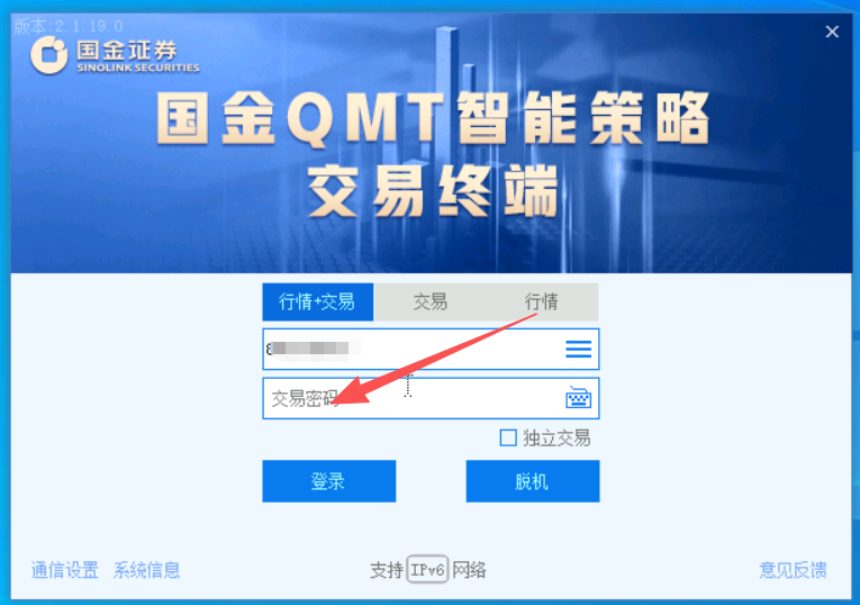 版本:2.1.19.0
国金证券
SINOLINK SECURITIES
国金QMT智能策略
交易终端
行情+交易 交易 行情
交易密码
独立交易
登录 脱机
通信设置 系统信息 支持 IPv6 网络 意见反馈